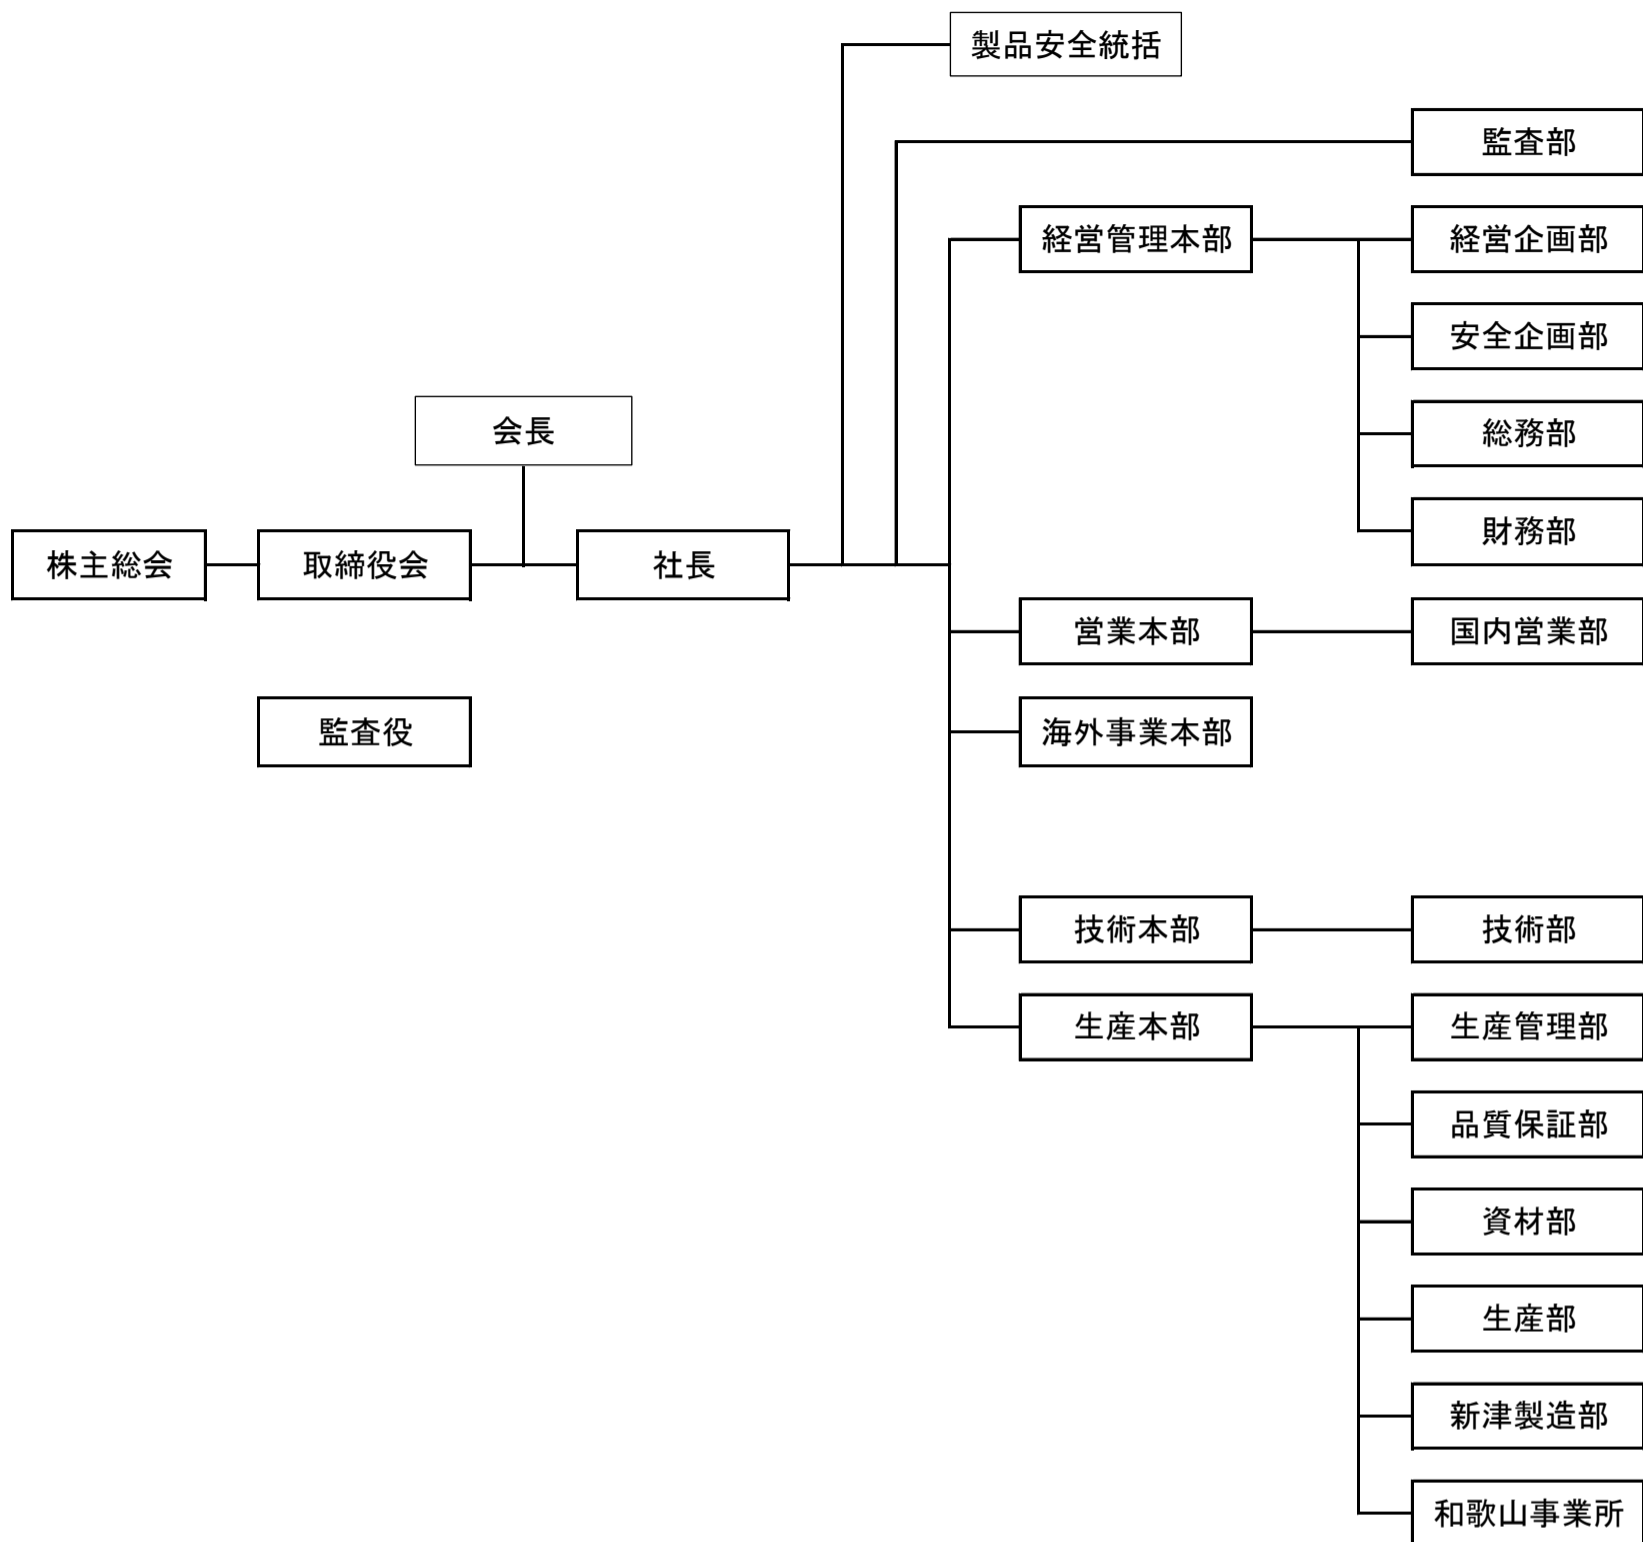 製品安全統括
監査部
経営管理本部
経営企画部
安全企画部
会長
総務部
財務部
株主総会
取締役会
社長
営業本部
国内営業部
監査役
海外事業本部
技術本部
技術部
生産本部
生産管理部
品質保証部
資材部
生産部
新津製造部
和歌山事業所